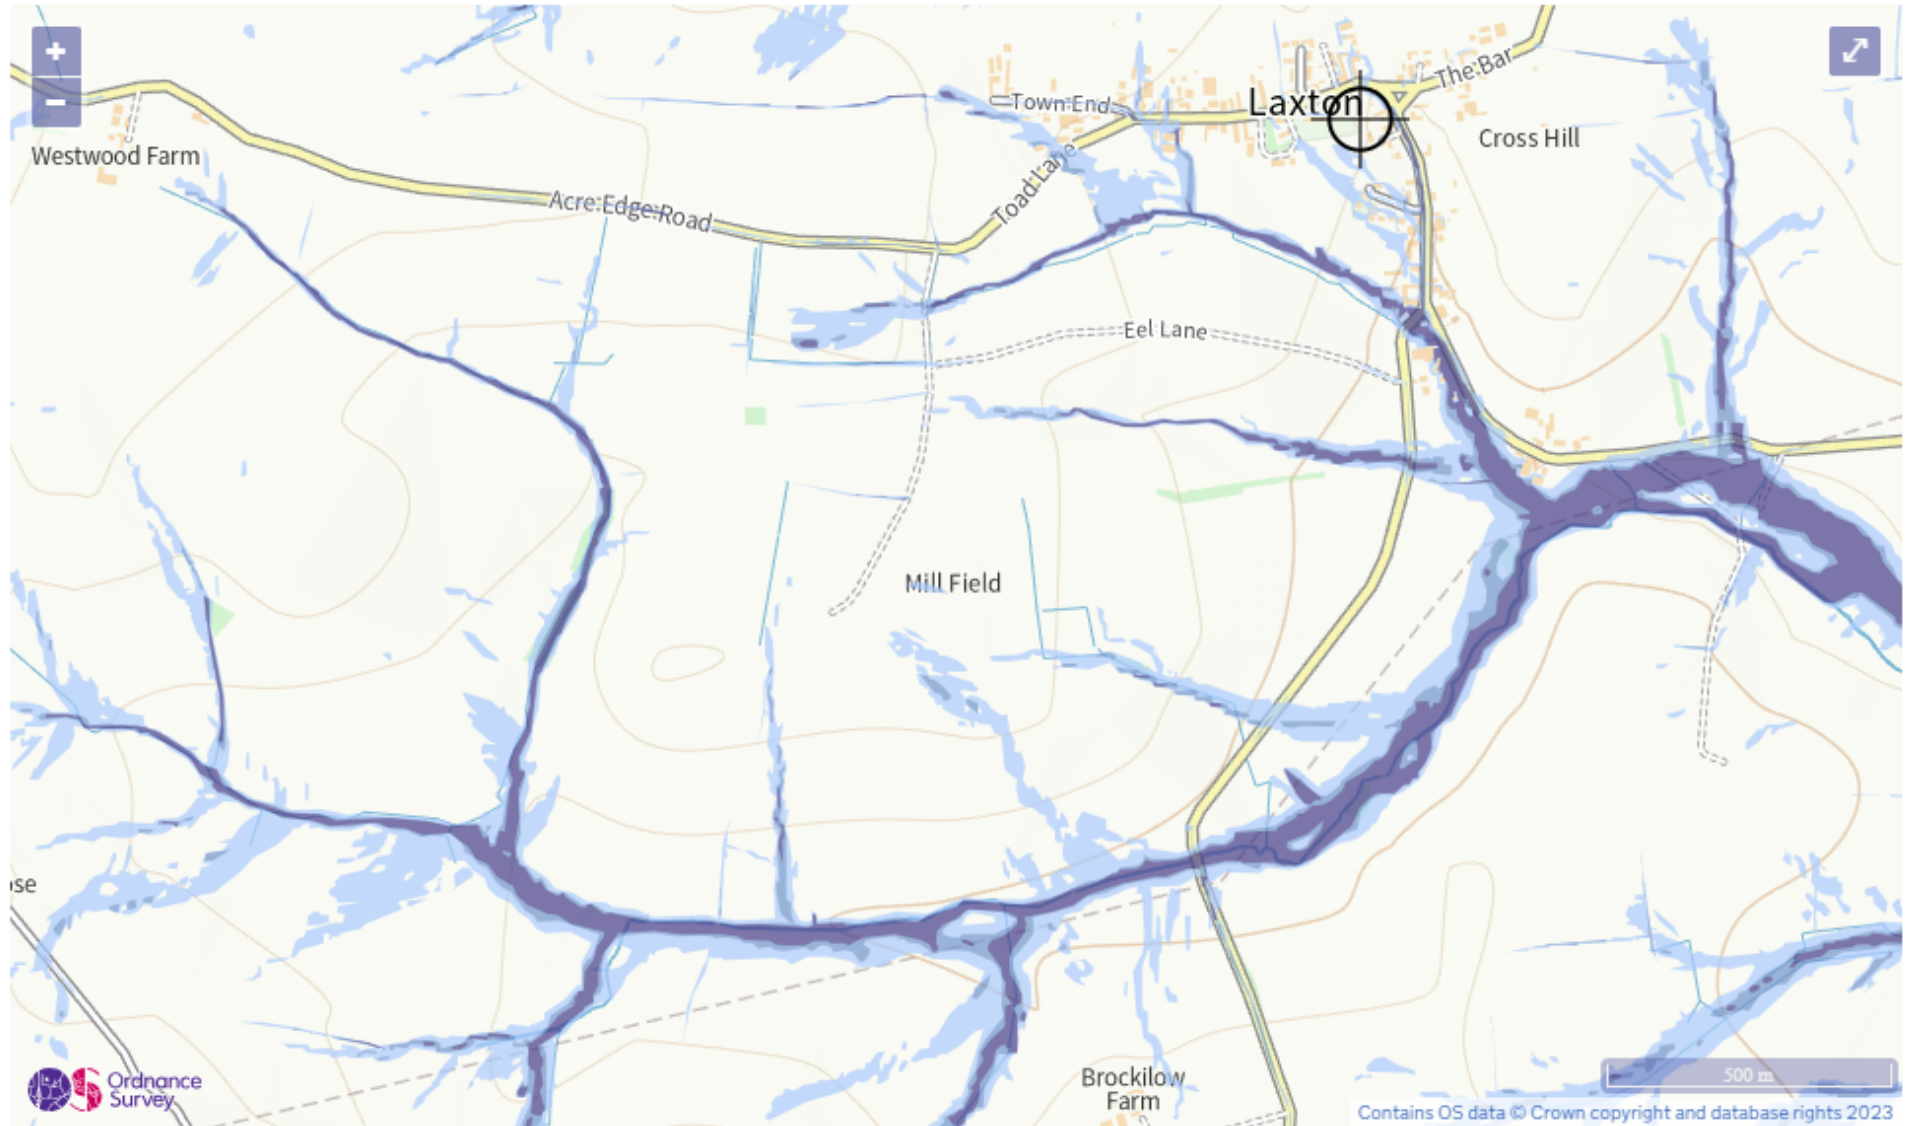 +
The Bar
Laxton
Town End
−
Cross Hill
Westwood Farm
Toad Lane
Acre Edge Road
Eel Lane
Mill Field
ose
Brockilow
Farm
Ordnance
Survey
500 m
Contains OS data © Crown copyright and database rights 2023